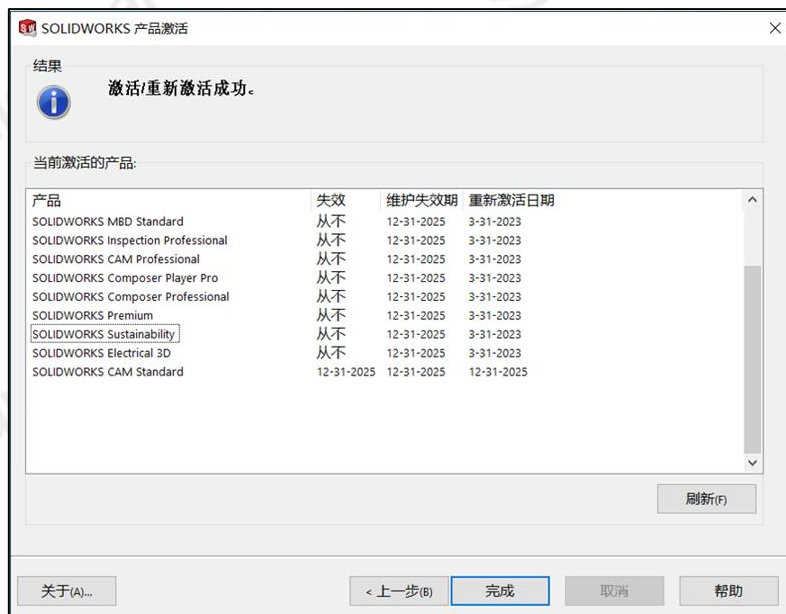 SOLIDWORKS 产品激活
结果
激活/重新激活成功。
当前激活的产品:
产品 失效 维护失效期 重新激活日期
SOLIDWORKS MBD Standard 从不 12-31-2025 3-31-2023
SOLIDWORKS Inspection Professional 从不 12-31-2025 3-31-2023
SOLIDWORKS CAM Professional 从不 12-31-2025 3-31-2023
SOLIDWORKS Composer Player Pro 从不 12-31-2025 3-31-2023
SOLIDWORKS Composer Professional 从不 12-31-2025 3-31-2023
SOLIDWORKS Premium 从不 12-31-2025 3-31-2023
SOLIDWORKS Sustainability 从不 12-31-2025 3-31-2023
SOLIDWORKS Electrical 3D 从不 12-31-2025 3-31-2023
SOLIDWORKS CAM Standard 12-31-2025 12-31-2025 12-31-2025
刷新(F)
关于(A)... < 上一步(B) 完成 取消 帮助